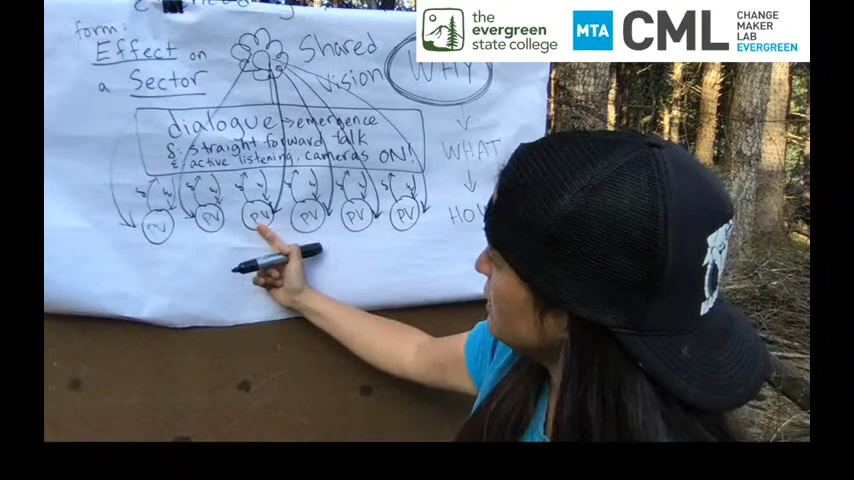 form:
Effect on
a Sector
Shared
vision
WHY
dialogue → emergence
&: straight forward talk
&: active listening, cameras ON!
WHAT
HOW
PV PV PV PV PV PV
the
evergreen
state college
MTA CML
CHANGE
MAKER
LAB
EVERGREEN